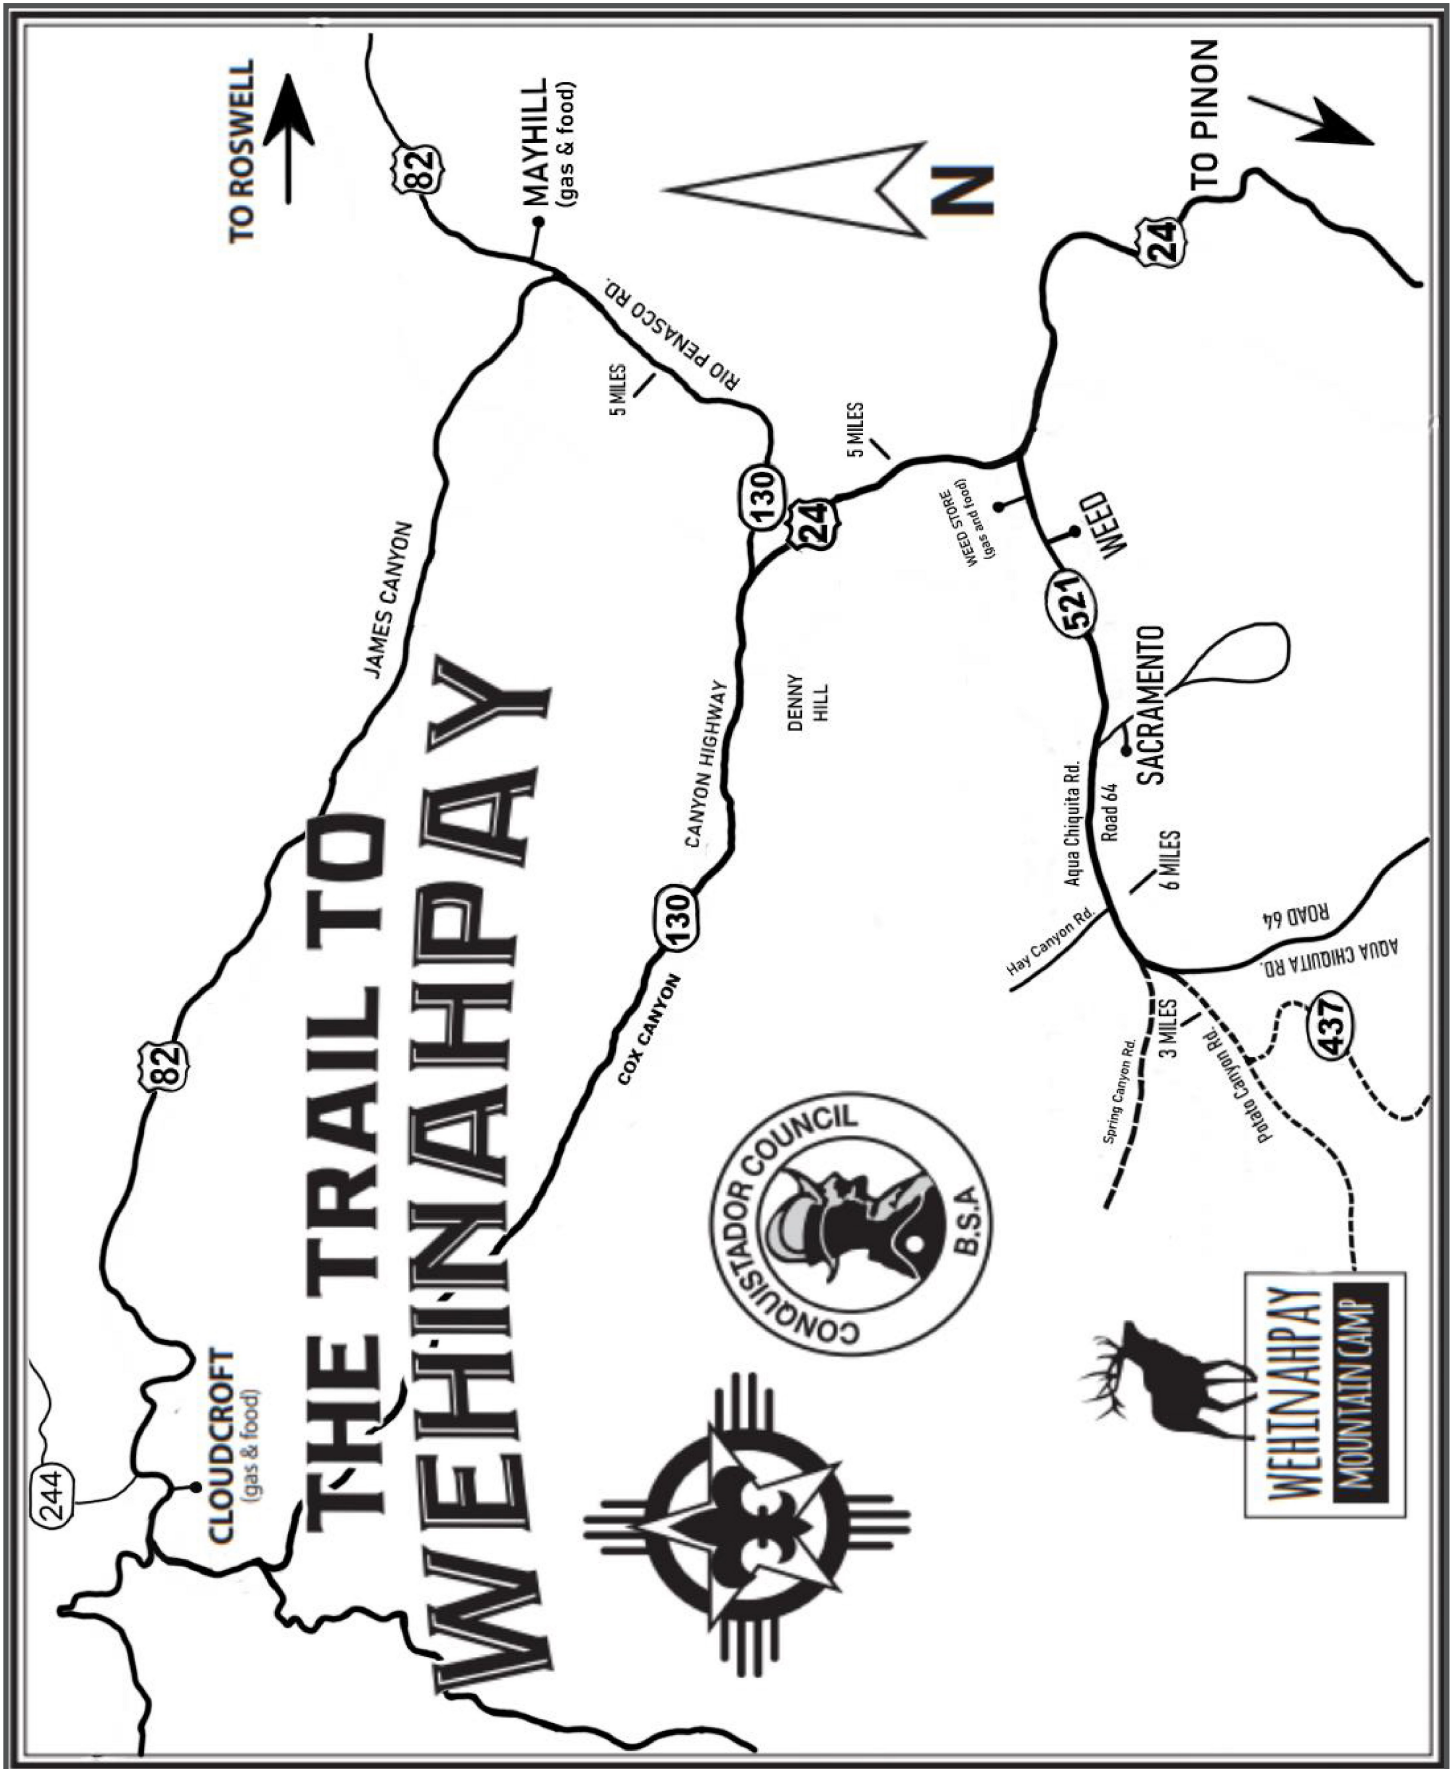 THE TRAIL TO
WEHINAHPAY
TO ROSWELL
82
MAYHILL
(gas & food)
RIO PENASCO RD.
5 MILES
N
TO PINON
24
JAMES CANYON
130
24
5 MILES
WEED STORE
(gas and food)
WEED
521
SACRAMENTO
DENNY
HILL
CANYON HIGHWAY
130
COX CANYON
Aqua Chiquita Rd.
Road 64
6 MILES
Hay Canyon Rd.
ROAD 64
AQUA CHIQUITA RD.
3 MILES
437
Spring Canyon Rd.
Potato Canyon Rd.
82
244
CLOUDCROFT
(gas & food)
CONQUISTADOR COUNCIL
B.S.A
WEHINAHPAY
MOUNTAIN CAMP